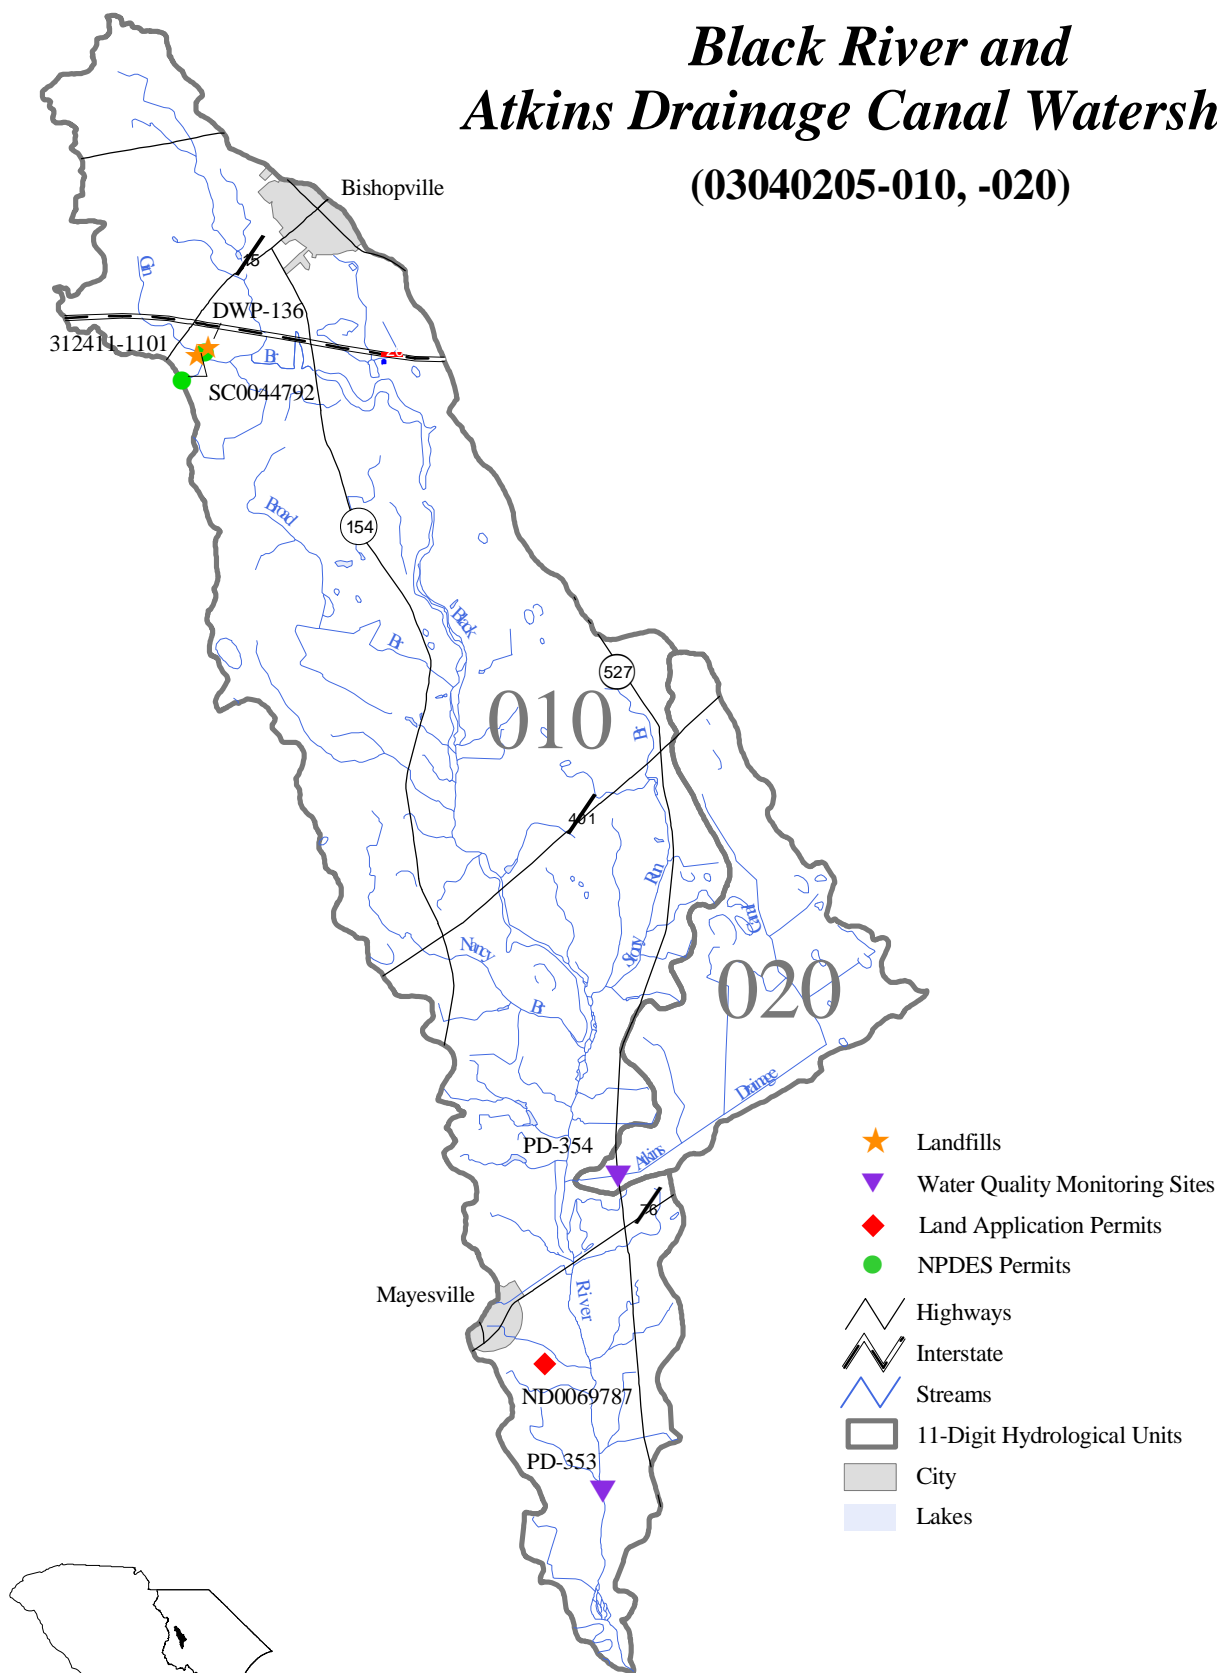 Black River and
Atkins Drainage Canal Watersh
(03040205-010, -020)
Bishopville
15
Gin
DWP-136
312411-1101
Br
SC0044792
Broad
154
Black
Br
527
010
Br
401
Run
Canal
Nancy
Stony
020
Br
Drainage
PD-354
Atkins
76
Mayesville
River
ND0069787
PD-353
Landfills
Water Quality Monitoring Sites
Land Application Permits
NPDES Permits
Highways
Interstate
Streams
11-Digit Hydrological Units
City
Lakes